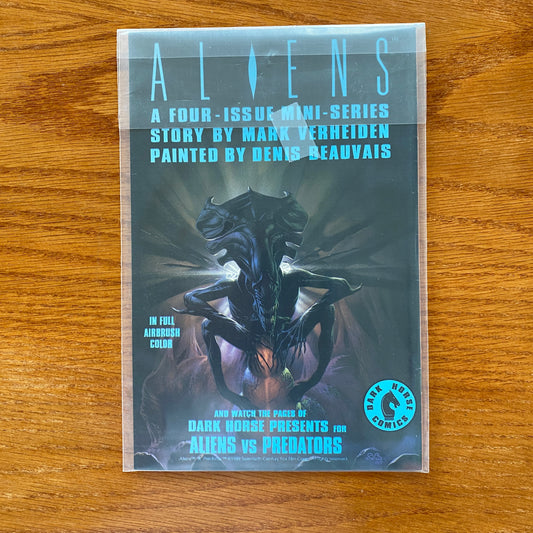 ALIENS
A FOUR-ISSUE MINI-SERIES
STORY BY MARK VERHEIDEN
PAINTED BY DENIS BEAUVAIS
IN FULL
AIRBRUSH
COLOR
DARK HORSE
COMICS
AND WATCH THE PAGES OF
DARK HORSE PRESENTS FOR
ALIENS VS PREDATORS